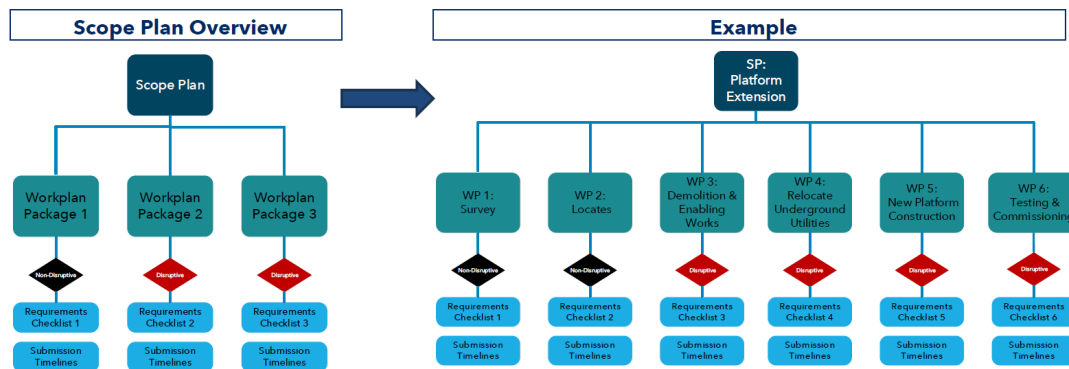 Scope Plan Overview
Example
Scope Plan
SP:
Platform
Extension
Workplan
Package 1
Workplan
Package 2
Workplan
Package 3
WP 1:
Survey
WP 2:
Locates
WP 3:
Demolition &
Enabling
Works
WP 4:
Relocate
Underground
Utilities
WP 5:
New Platform
Construction
WP 6:
Testing &
Commissioning
Non-Disruptive
Disruptive
Disruptive
Non-Disruptive
Non-Disruptive
Disruptive
Disruptive
Disruptive
Disruptive
Requirements
Checklist 1
Requirements
Checklist 2
Requirements
Checklist 3
Requirements
Checklist 1
Requirements
Checklist 2
Requirements
Checklist 3
Requirements
Checklist 4
Requirements
Checklist 5
Requirements
Checklist 6
Submission
Timelines
Submission
Timelines
Submission
Timelines
Submission
Timelines
Submission
Timelines
Submission
Timelines
Submission
Timelines
Submission
Timelines
Submission
Timelines